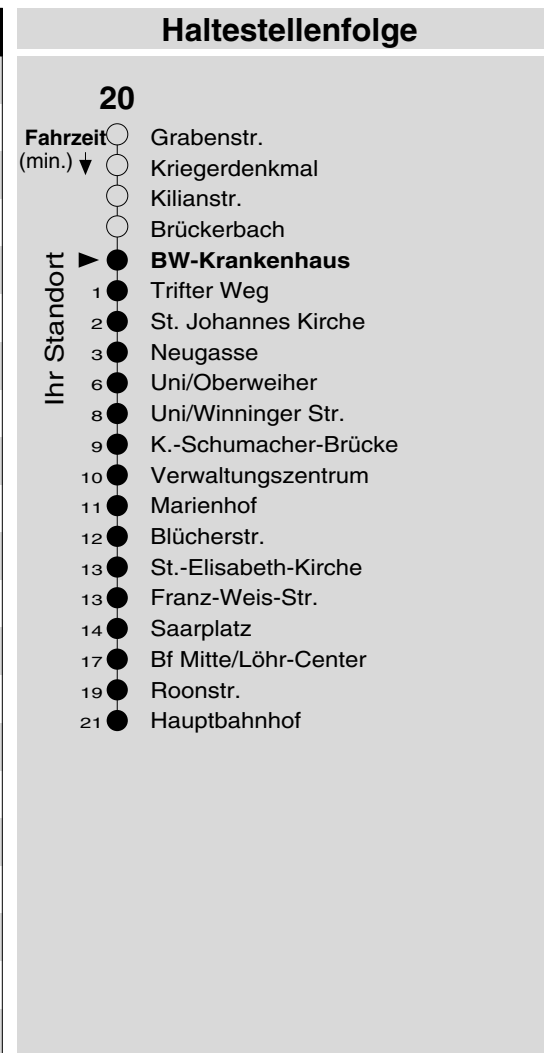 Haltestellenfolge
20
Fahrzeit Grabenstr.
(min.) Kriegerdenkmal
Kilianstr.
Brückerbach
Ihr Standort
BW-Krankenhaus
1 Trifter Weg
2 St. Johannes Kirche
3 Neugasse
6 Uni/Oberweiher
8 Uni/Winninger Str.
9 K.-Schumacher-Brücke
10 Verwaltungszentrum
11 Marienhof
12 Blücherstr.
13 St.-Elisabeth-Kirche
13 Franz-Weis-Str.
14 Saarplatz
17 Bf Mitte/Löhr-Center
19 Roonstr.
21 Hauptbahnhof